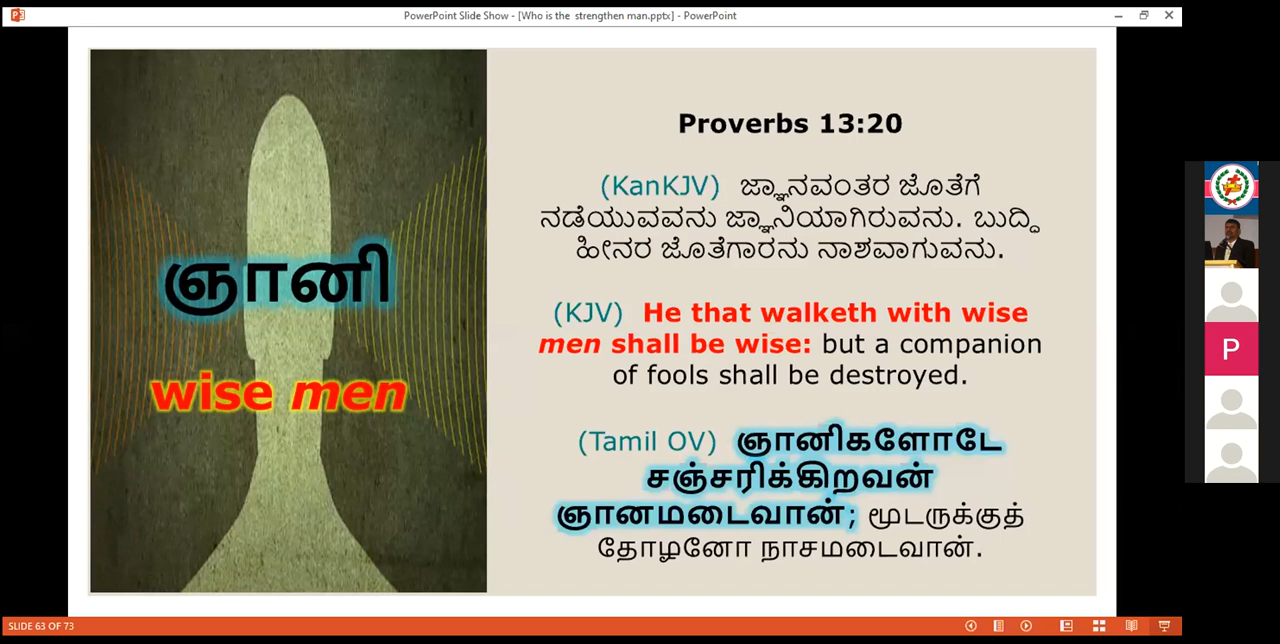 PowerPoint Slide Show - [Who is the  strengthen man.pptx] - PowerPoint
ஞானி
wise men
Proverbs 13:20
(KanKJV) ಜ್ಞಾನವಂತರ ಜೊತೆಗೆ
ನಡೆಯುವವನು ಜ್ಞಾನಿಯಾಗಿರುವನು. ಬುದ್ಧಿ
ಹೀನರ ಜೊತೆಗಾರನು ನಾಶವಾಗುವನು.
(KJV) He that walketh with wise
men shall be wise: but a companion
of fools shall be destroyed.
(Tamil OV) ஞானிகளோடே
சஞ்சரிக்கிறவன்
ஞானமடைவான்; மூடருக்குத்
தோழனோ நாசமடைவான்.
P
SLIDE 63 OF 73